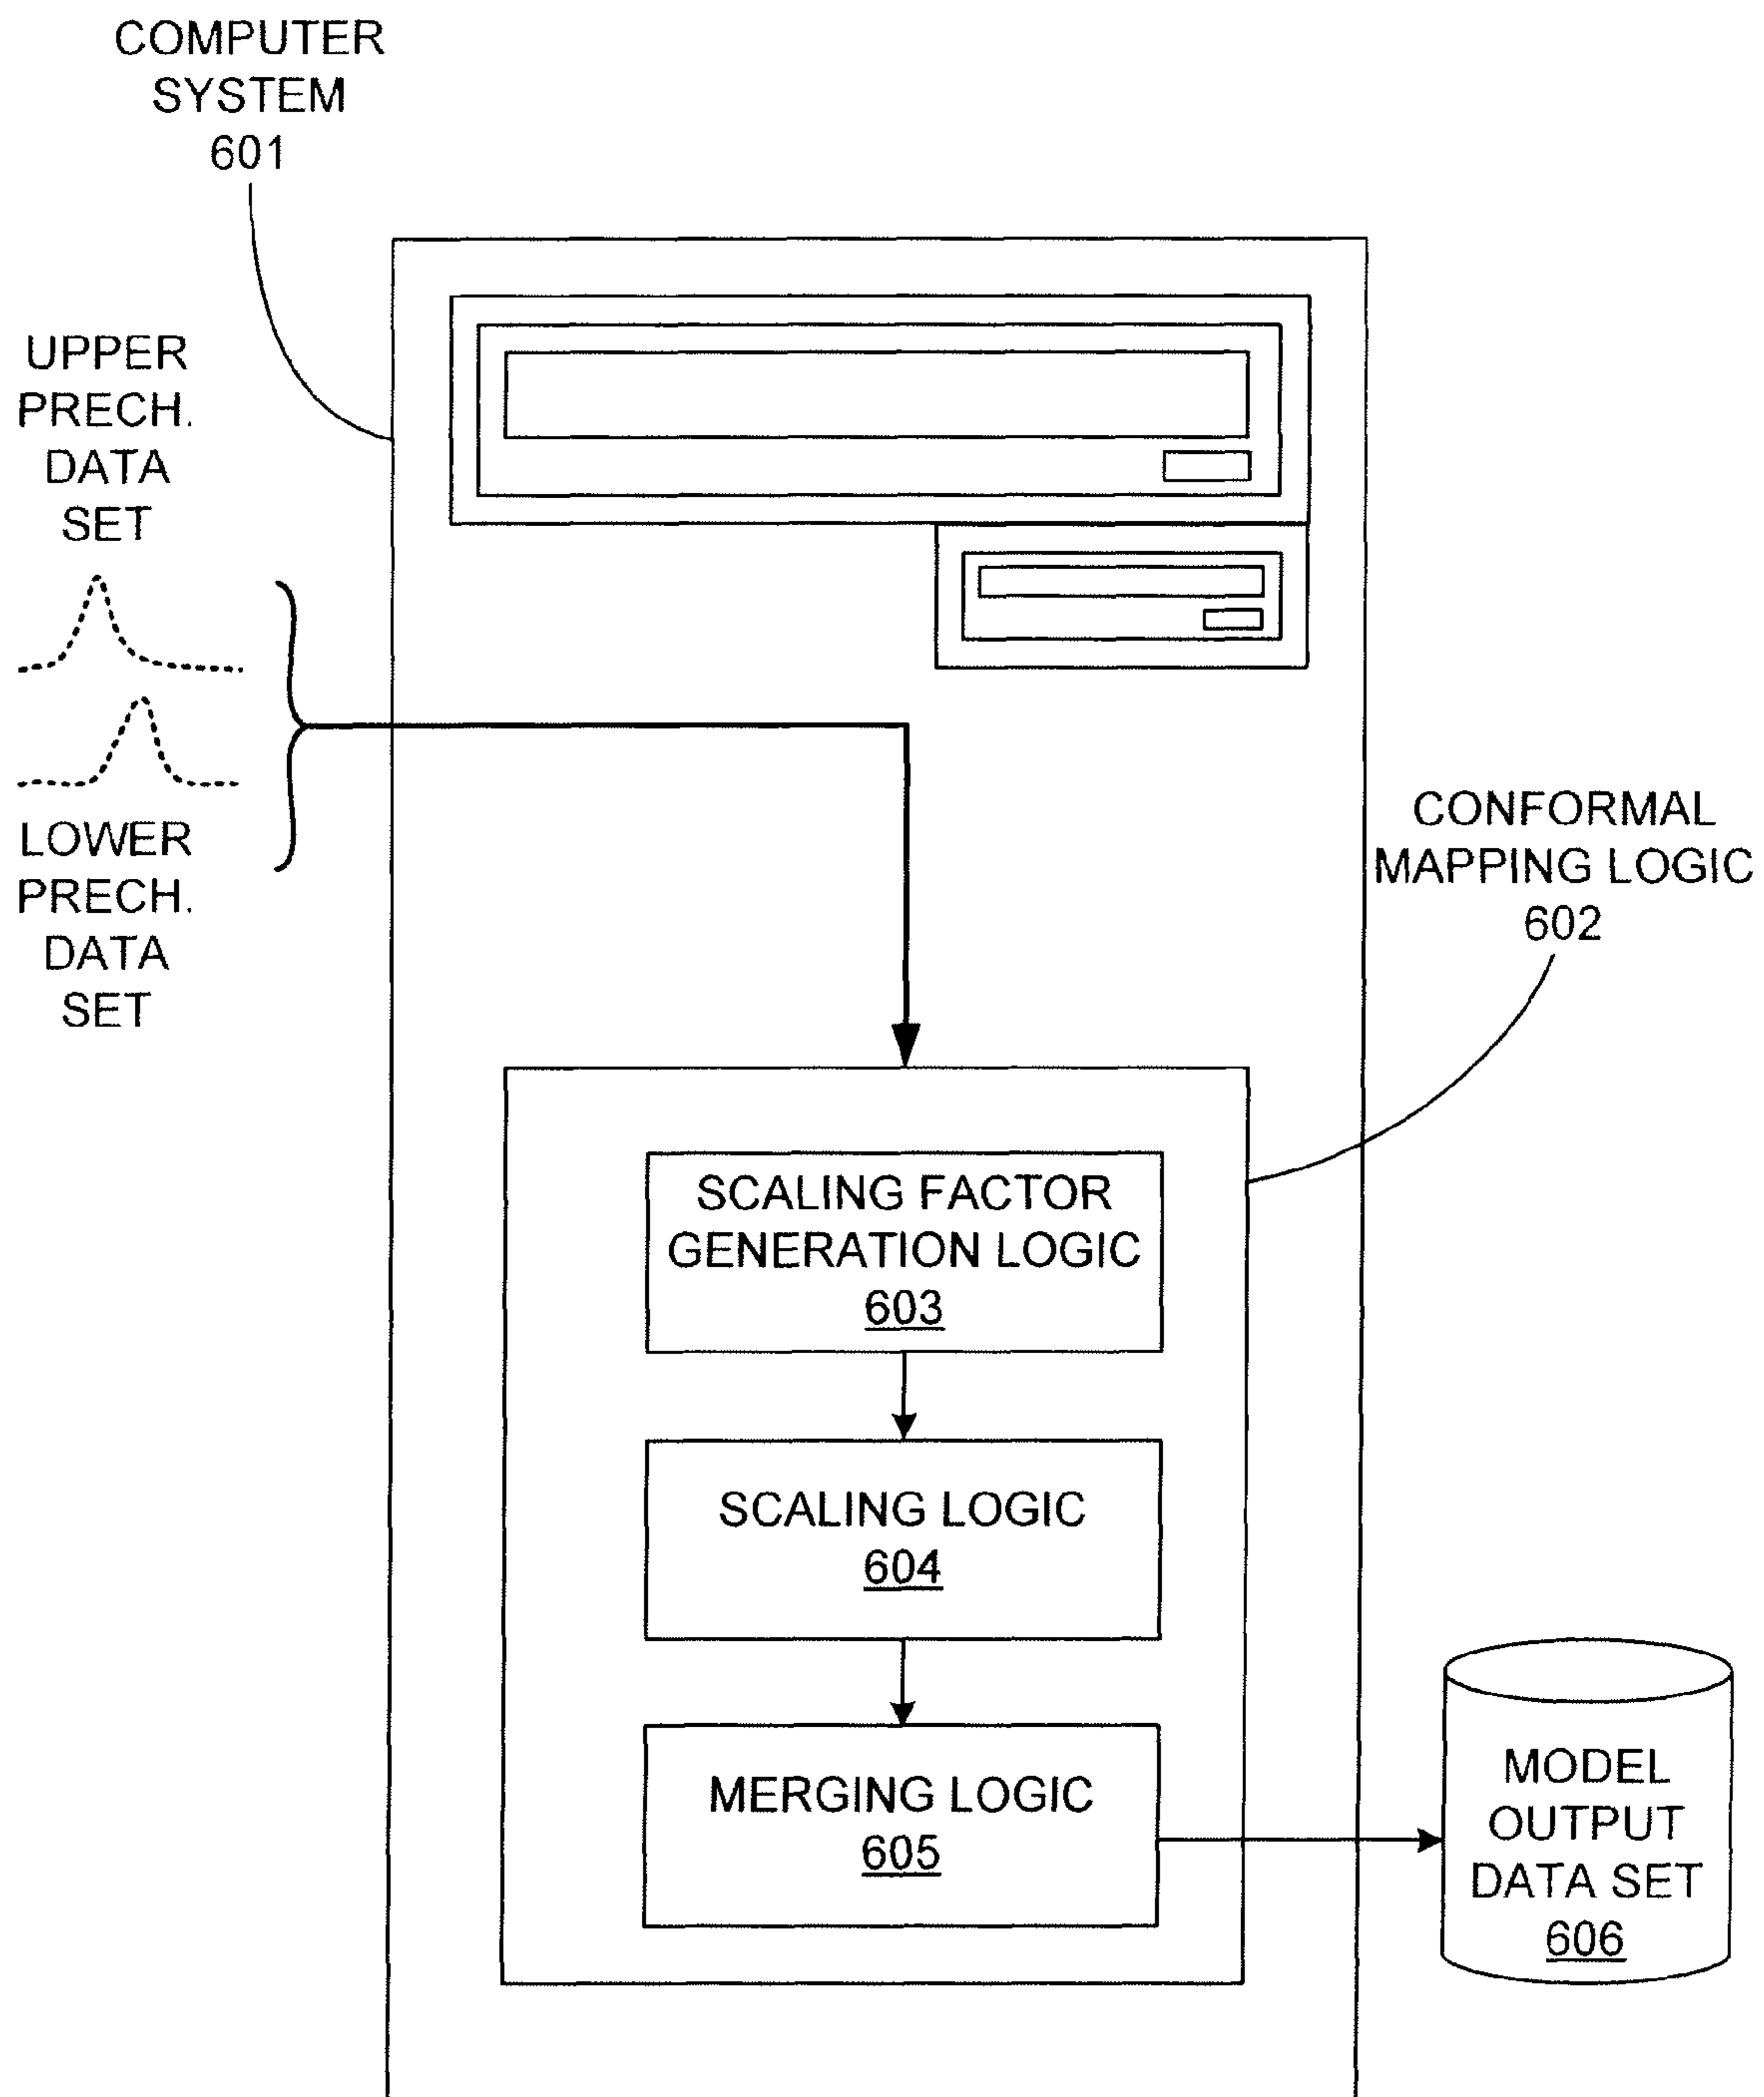 COMPUTER
SYSTEM
601
UPPER
PRECH.
DATA
SET
LOWER
PRECH.
DATA
SET
CONFORMAL
MAPPING LOGIC
602
SCALING FACTOR
GENERATION LOGIC
603
SCALING LOGIC
604
MERGING LOGIC
605
MODEL
OUTPUT
DATA SET
606